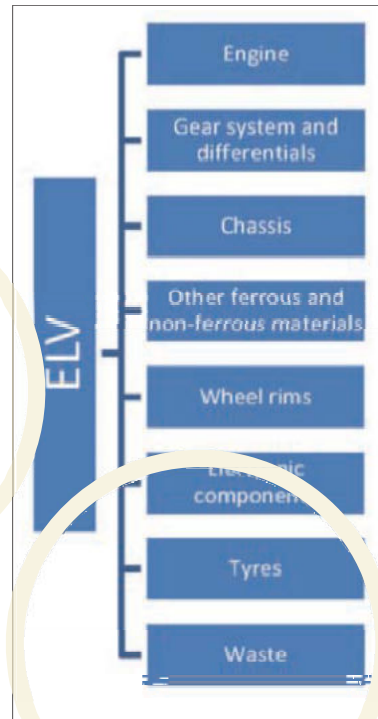 ELV
Engine
Gear system and
differentials
Chassis
Other ferrous and
non-ferrous materials
Wheel rims
Tyres
Waste